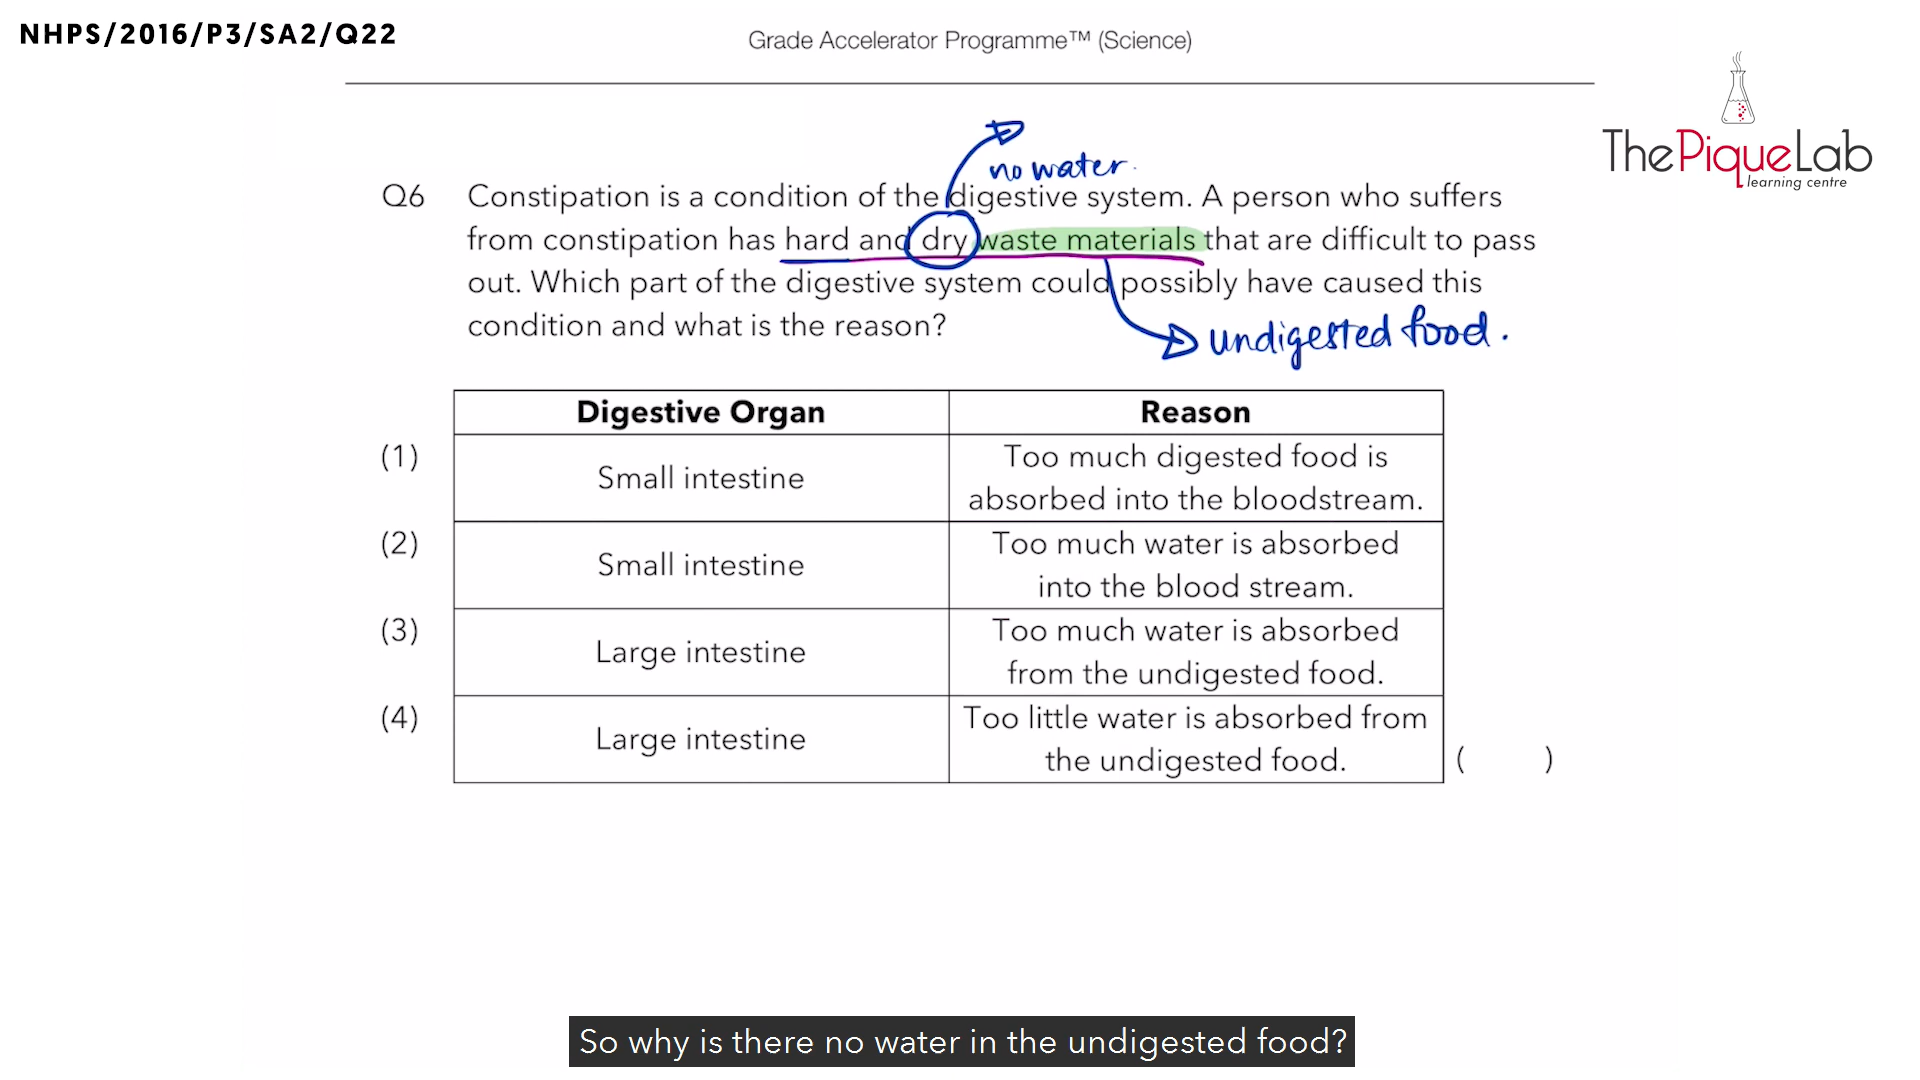 NHPS/2016/P3/SA2/Q22
Grade Accelerator Programme™ (Science)
ThePiqueLab
learning centre
no water.
Q6 Constipation is a condition of the digestive system. A person who suffers
from constipation has hard and dry waste materials that are difficult to pass
out. Which part of the digestive system could possibly have caused this
condition and what is the reason?
undigested food.
Digestive Organ Reason
(1) Small intestine Too much digested food is
absorbed into the bloodstream.
(2) Small intestine Too much water is absorbed
into the blood stream.
(3) Large intestine Too much water is absorbed
from the undigested food.
(4) Large intestine Too little water is absorbed from
the undigested food.
( )
So why is there no water in the undigested food?